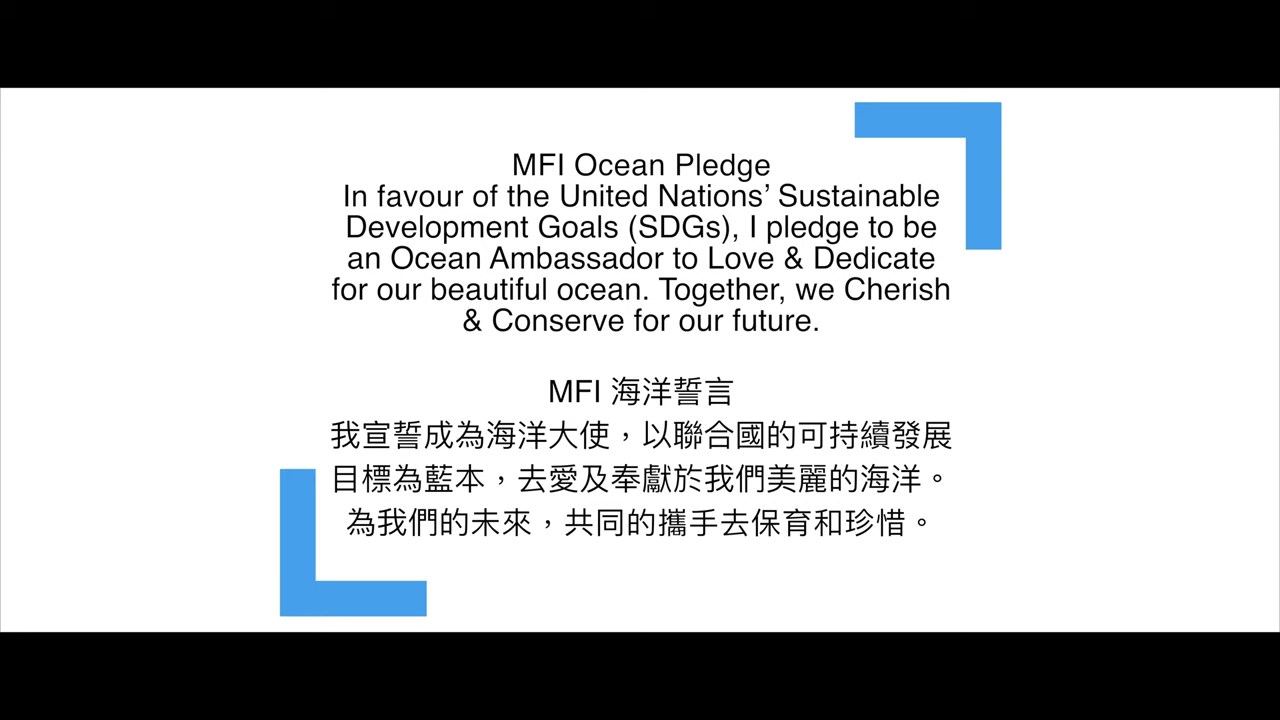 MFI Ocean Pledge
In favour of the United Nations’ Sustainable
Development Goals (SDGs), I pledge to be
an Ocean Ambassador to Love & Dedicate
for our beautiful ocean. Together, we Cherish
& Conserve for our future.
MFI 海洋誓言
我宣誓成為海洋大使，以聯合國的可持續發展
目標為藍本，去愛及奉獻於我們美麗的海洋。
為我們的未來，共同的攜手去保育和珍惜。